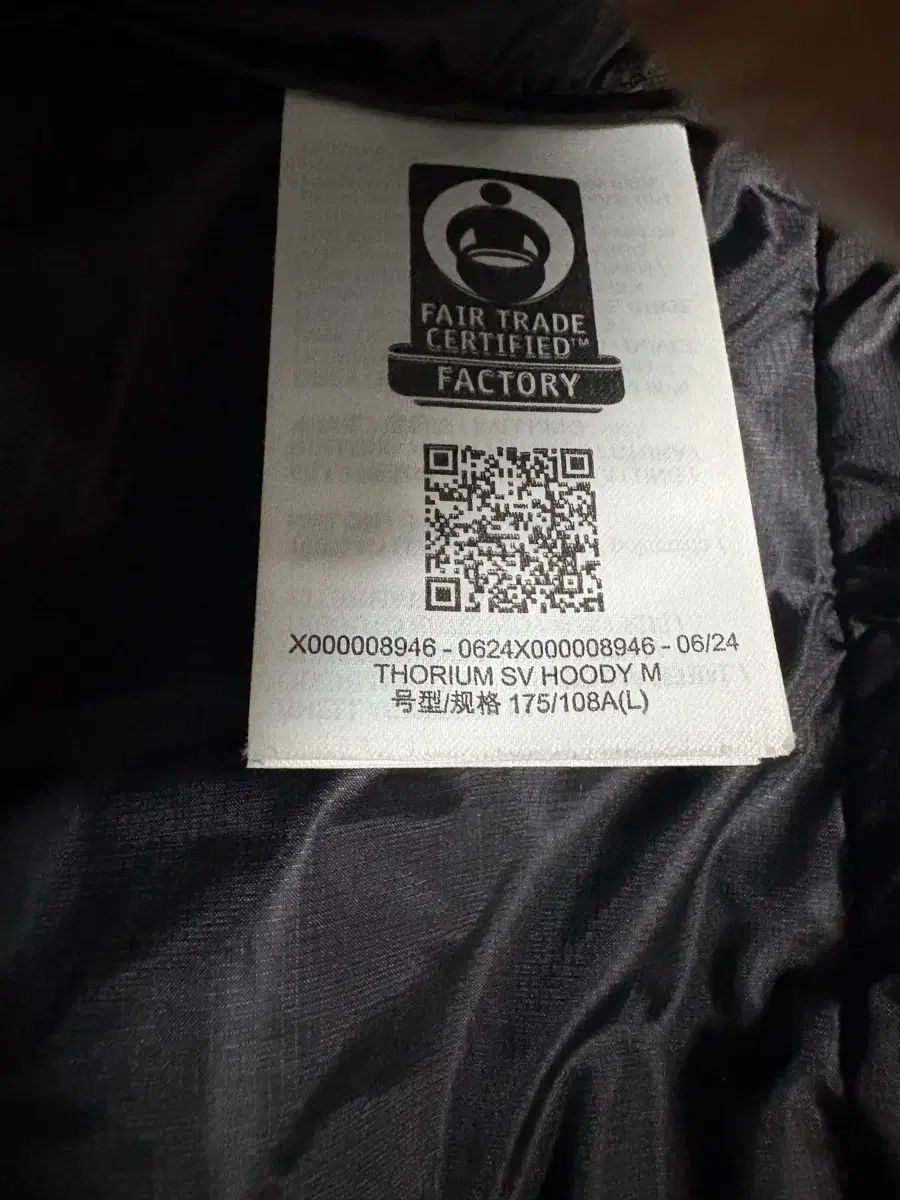 FAIR TRADE
CERTIFIED™
FACTORY
X000008946 - 0624X000008946 - 06/24
THORIUM SV HOODY M
号型/规格 175/108A(L)